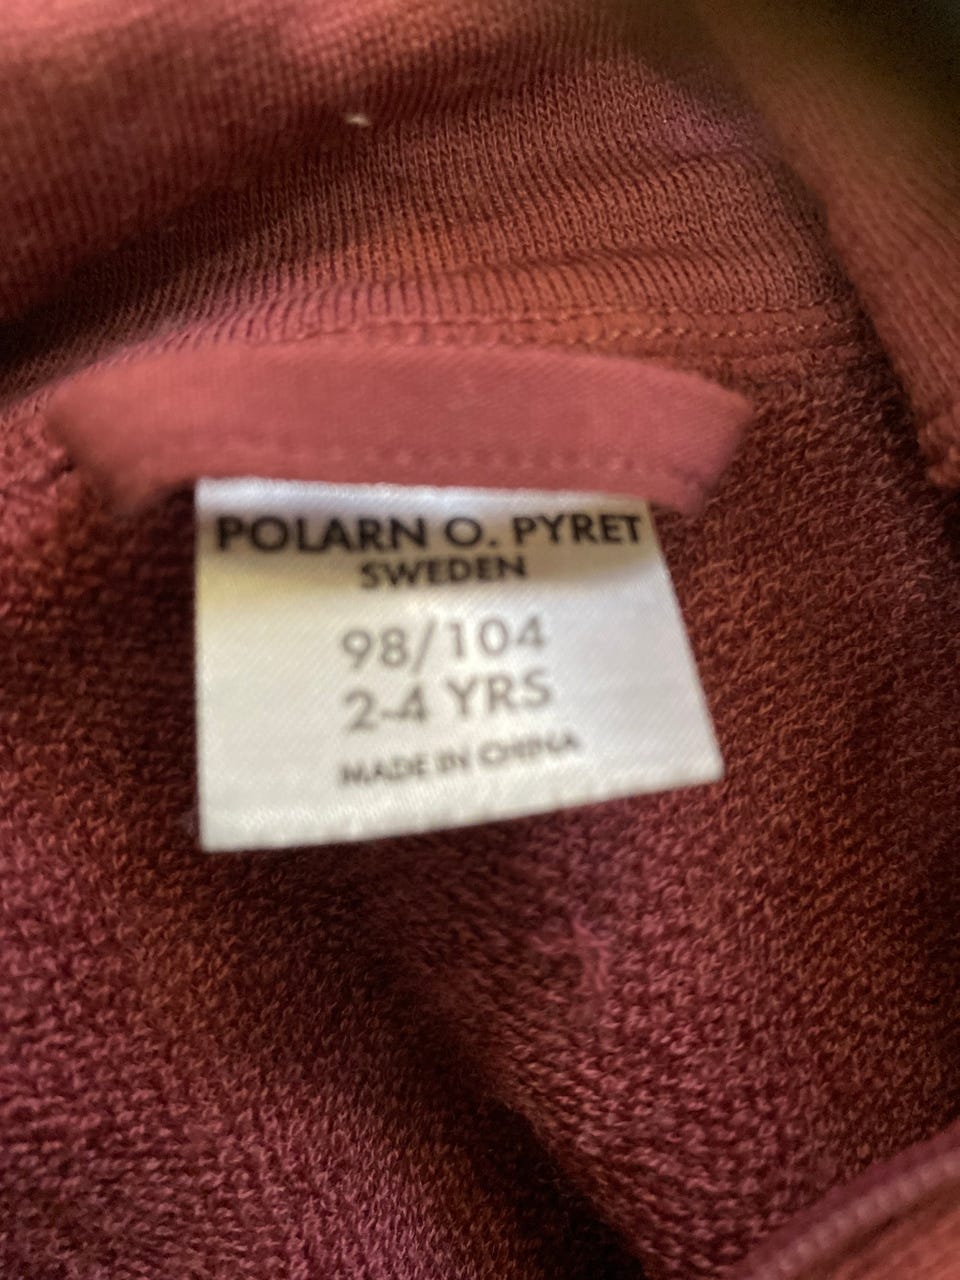 POLARN O. PYRET
SWEDEN
98/104
2-4 YRS
MADE IN CHINA